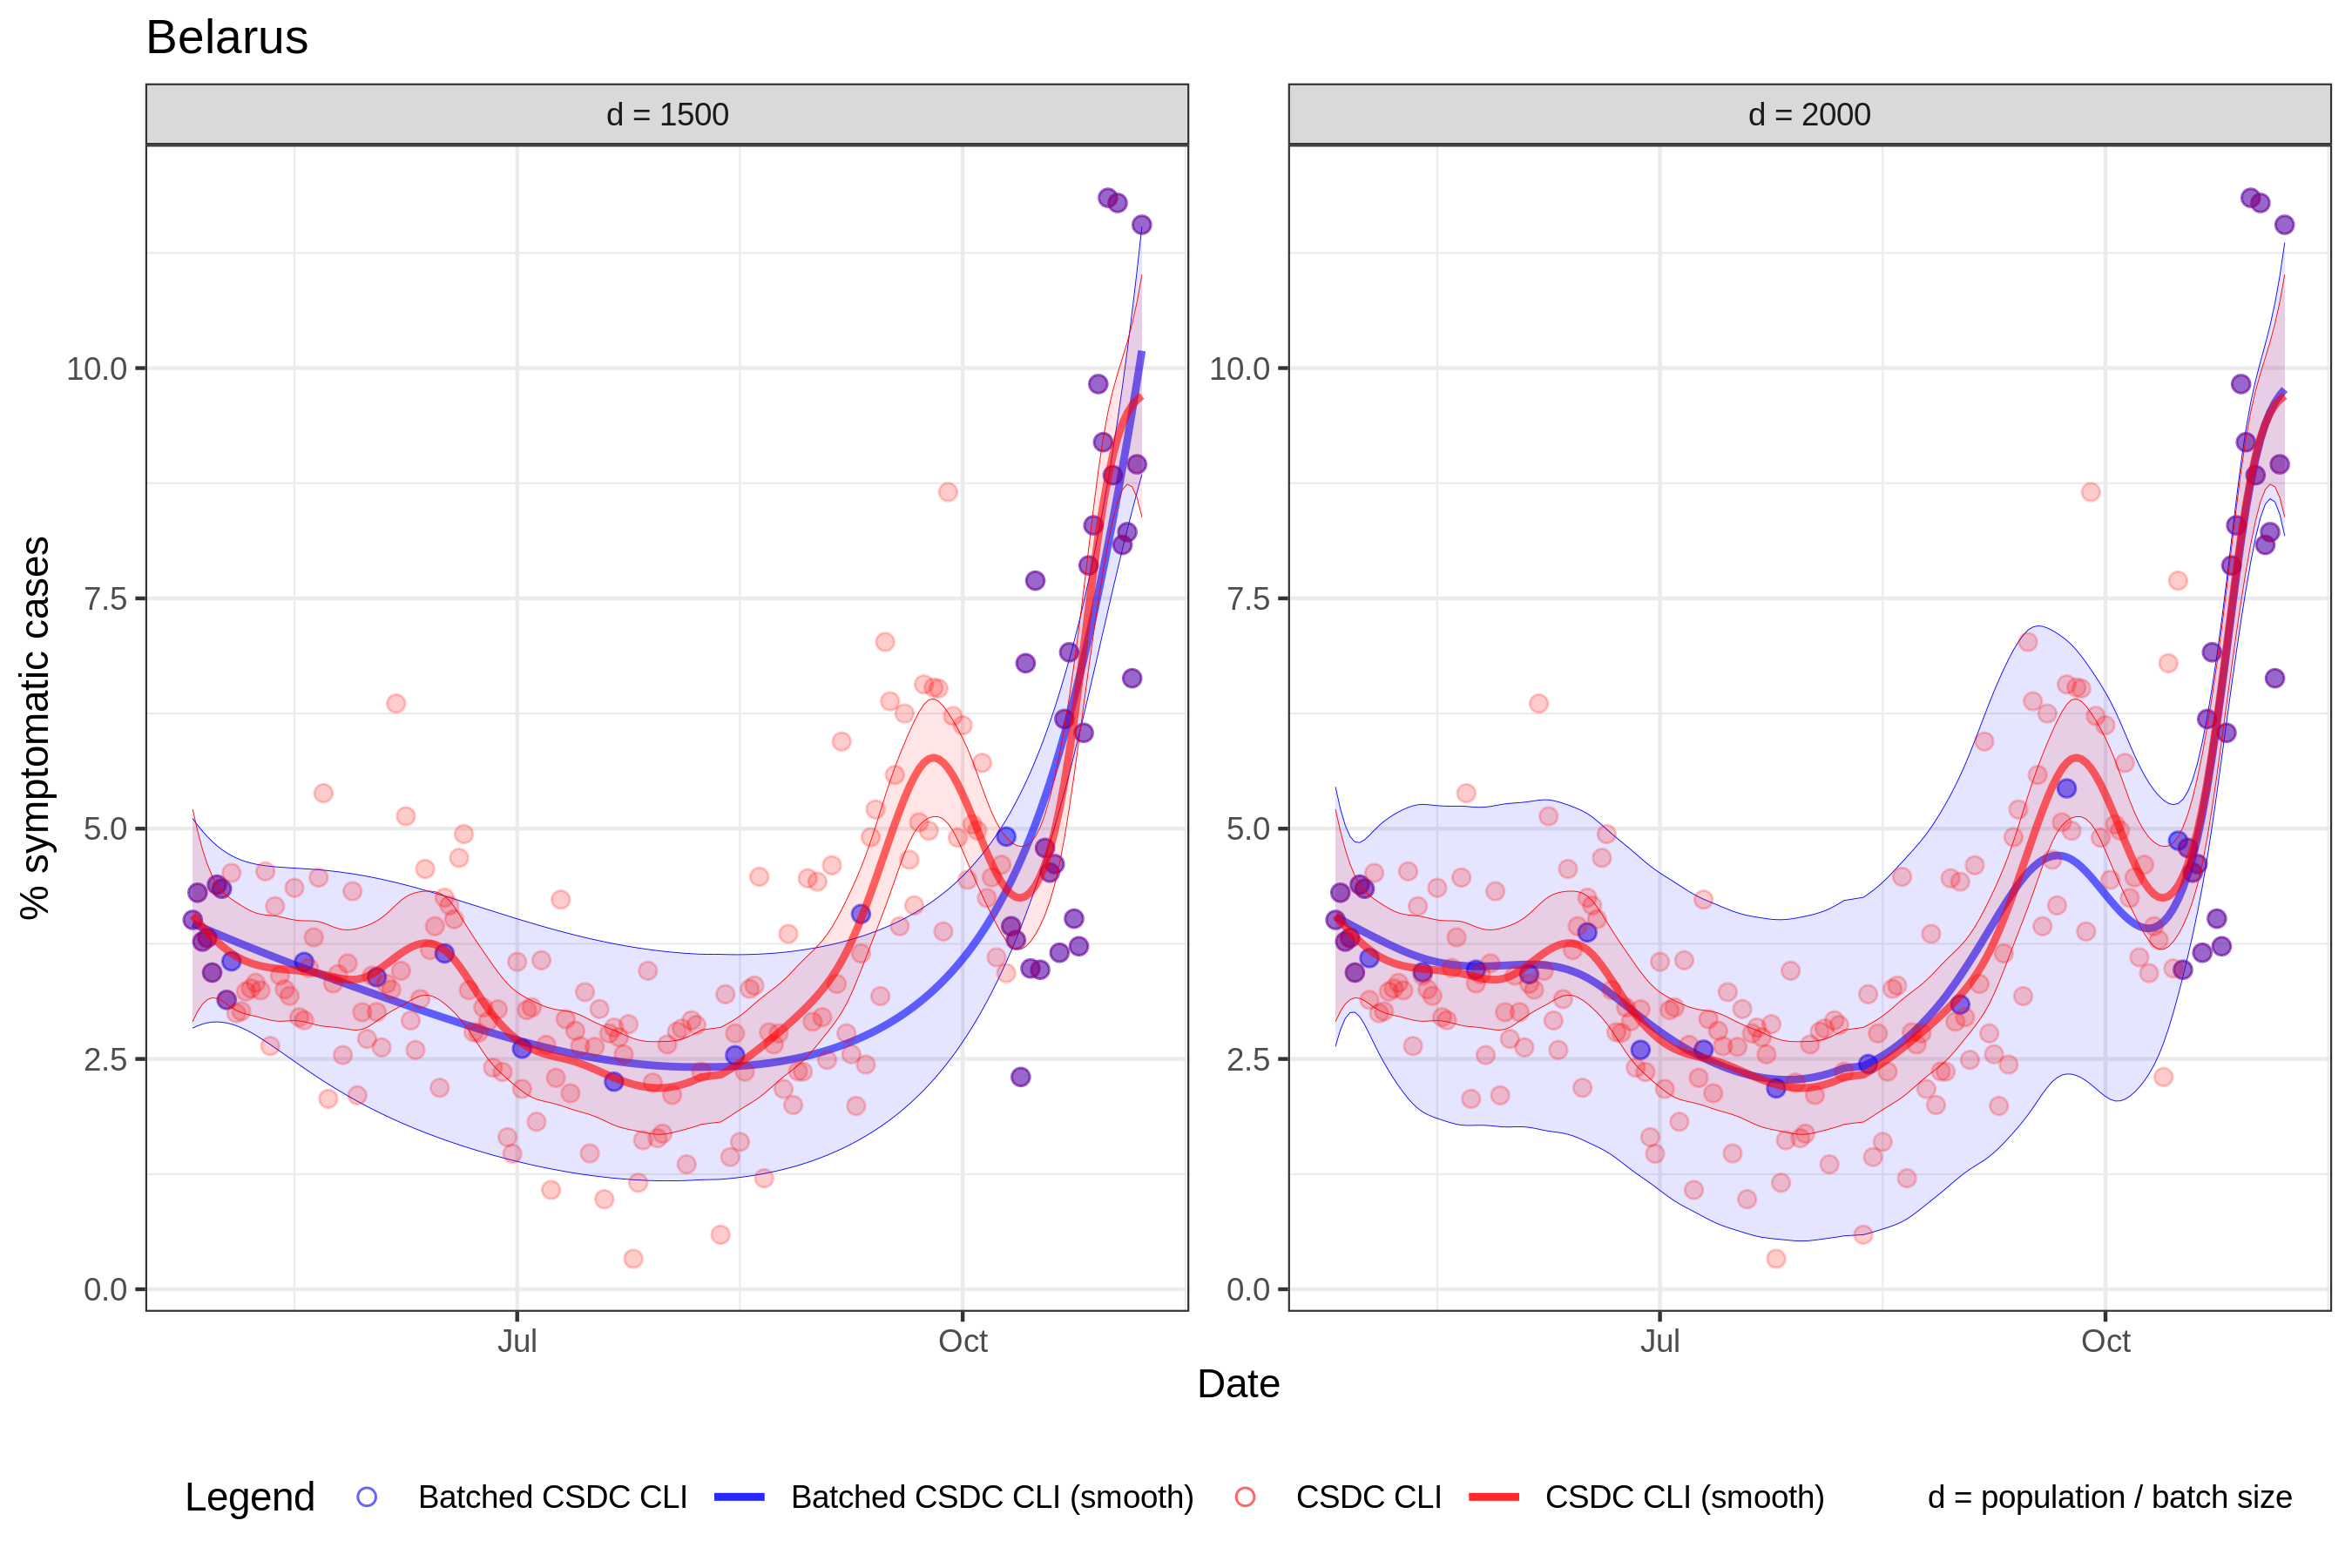 Belarus
d = 1500
d = 2000
% symptomatic cases
10.0
7.5
5.0
2.5
0.0
10.0
7.5
5.0
2.5
0.0
Jul
Oct
Jul
Oct
Date
Legend
Batched CSDC CLI
Batched CSDC CLI (smooth)
CSDC CLI
CSDC CLI (smooth)
d = population / batch size